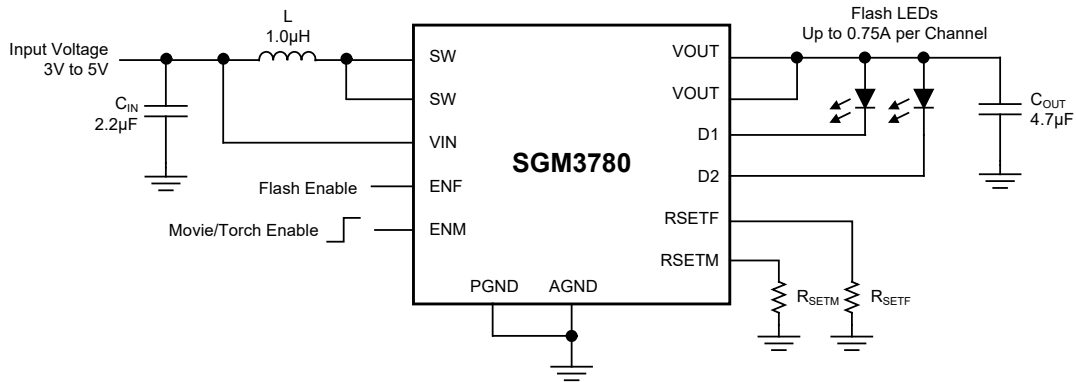 L
1.0µH
Input Voltage
3V to 5V
CIN
2.2µF
Flash Enable
Movie/Torch Enable
SW
SW
VIN
ENF
ENM
SGM3780
PGND AGND
VOUT
VOUT
D1
D2
RSETF
RSETM
Flash LEDs
Up to 0.75A per Channel
COUT
4.7µF
RSETM RSETF